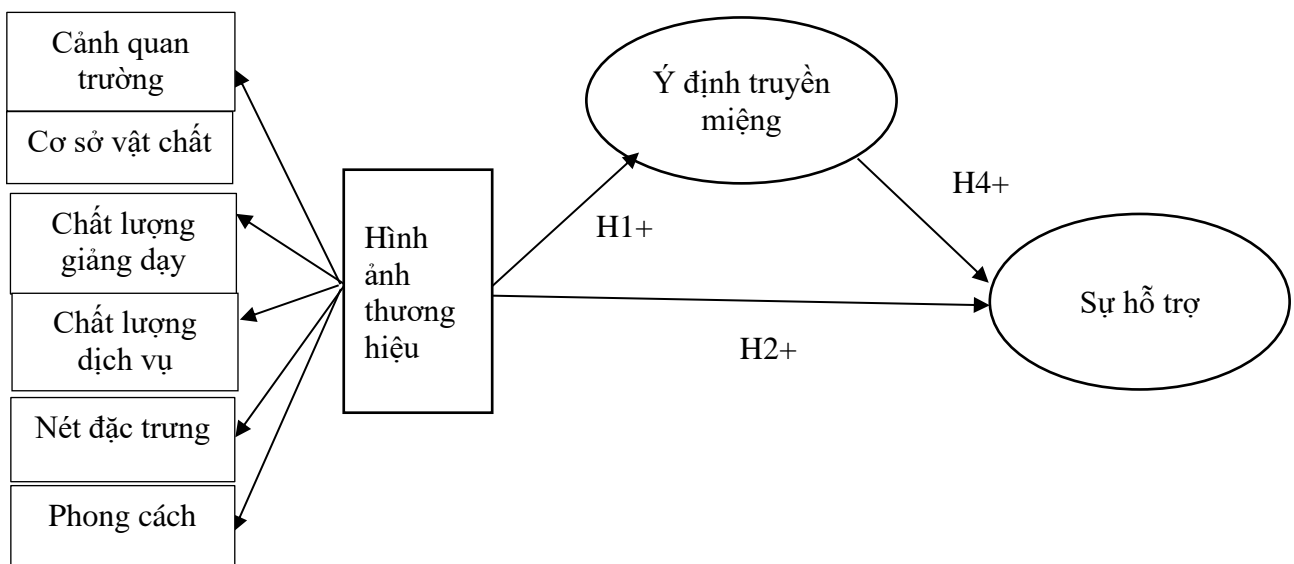 Cảnh quan
trường
Cơ sở vật chất
Chất lượng
giảng dạy
Chất lượng
dịch vụ
Nét đặc trưng
Phong cách
Hình
ảnh
thương
hiệu
Ý định truyền
miệng
H1+
H4+
H2+
Sự hỗ trợ